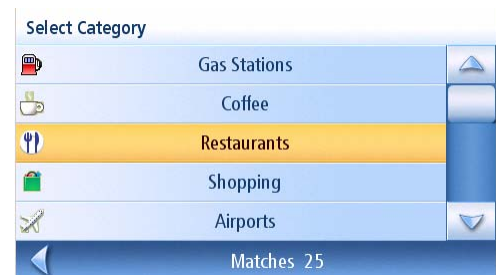 Select Category
Gas Stations
Coffee
Restaurants
Shopping
Airports
Matches 25